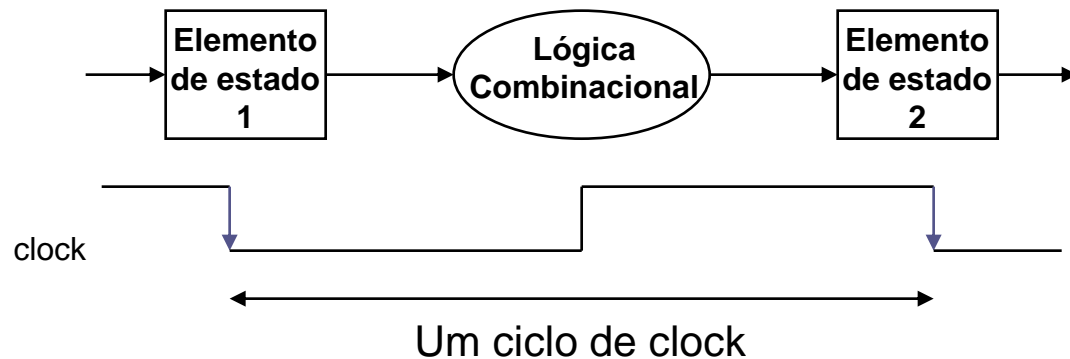 Elemento
de estado
1
Lógica
Combinacional
Elemento
de estado
2
clock
Um ciclo de clock